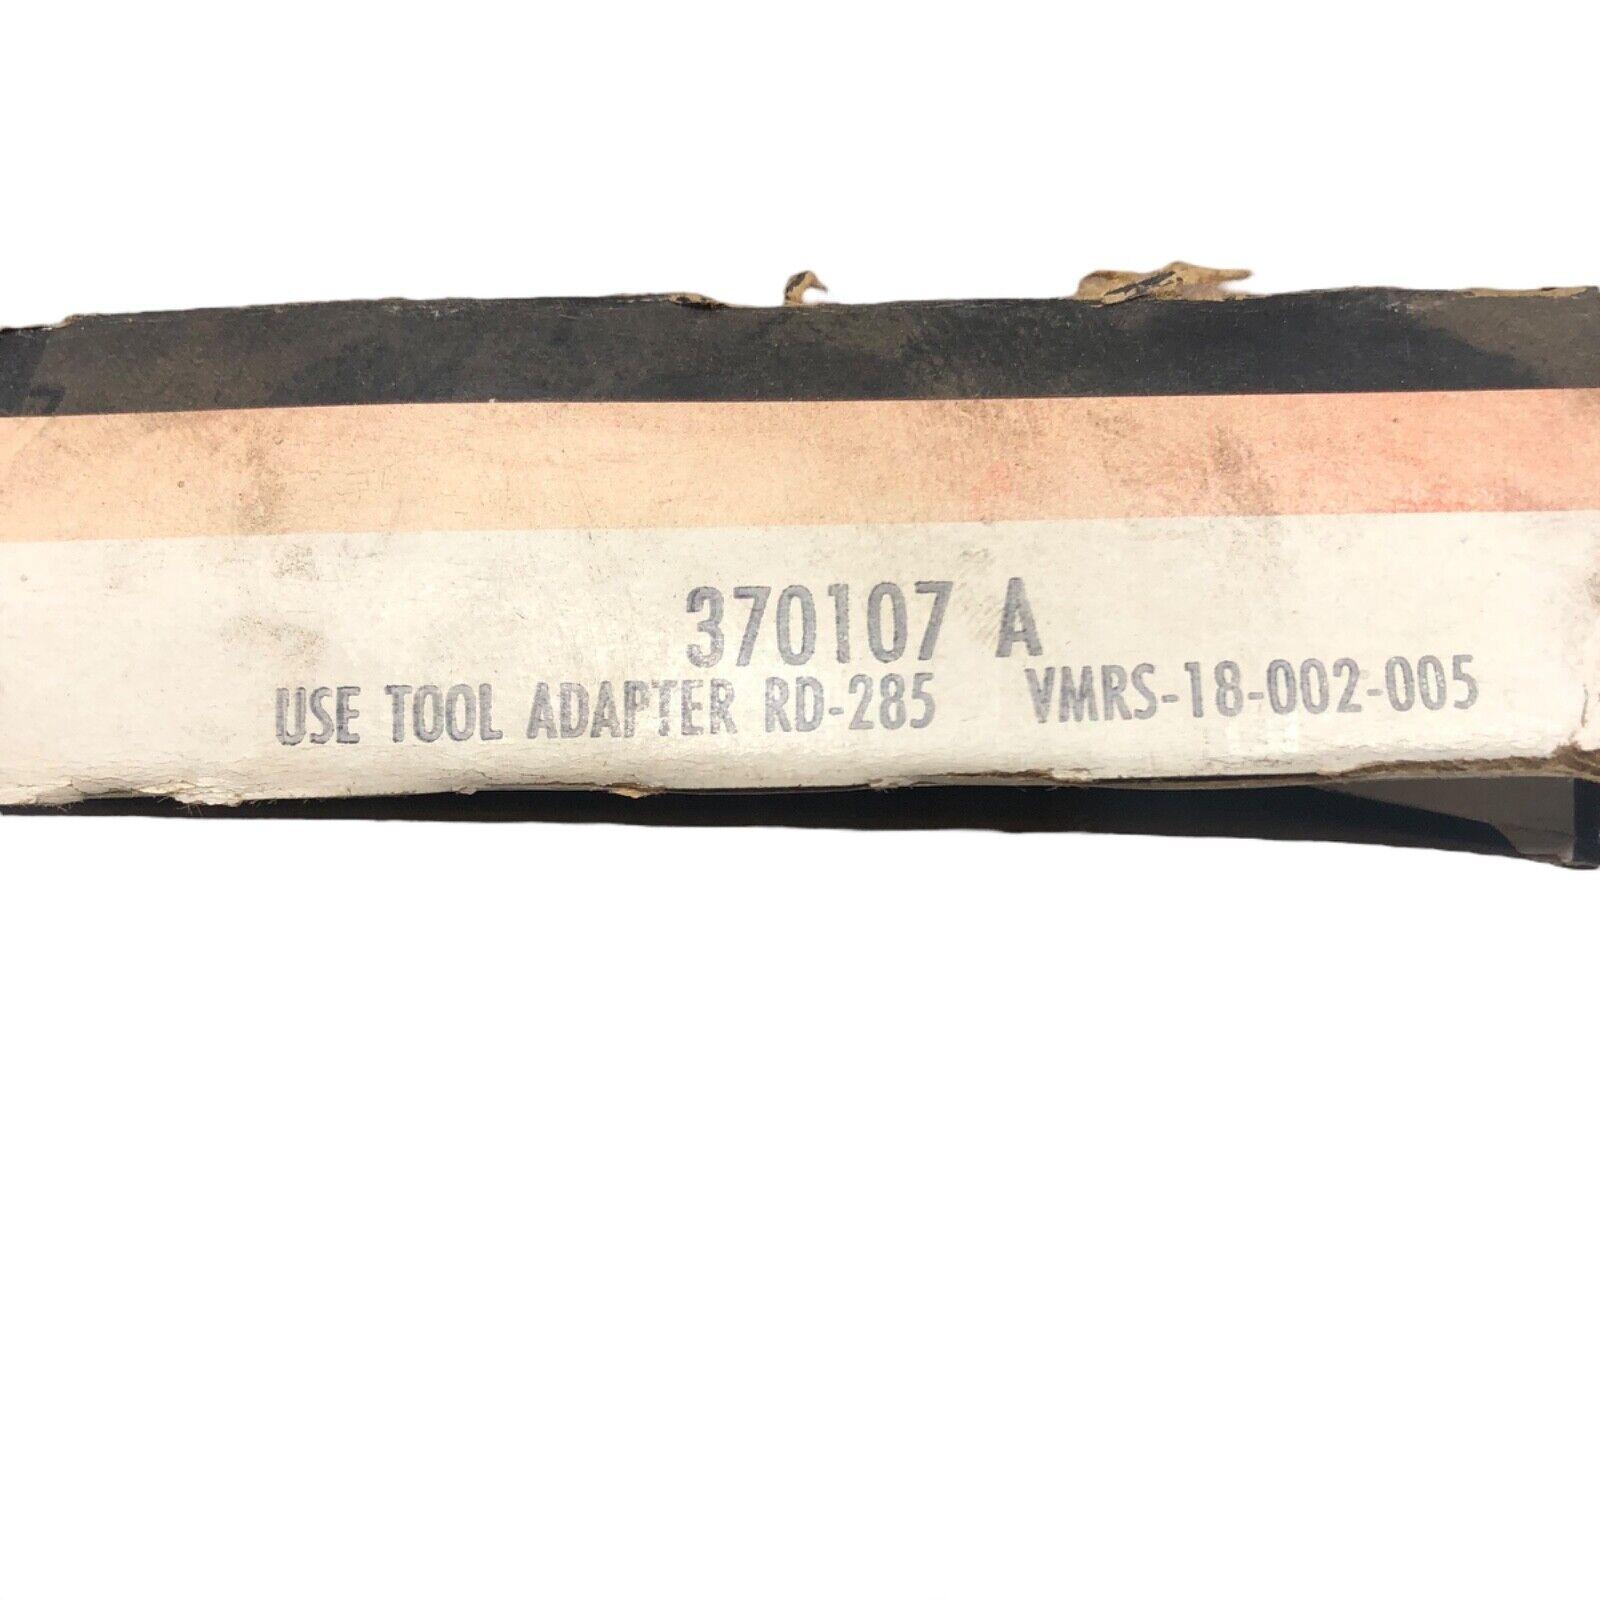 370107 A
USE TOOL ADAPTER RD-285 VMRS-18-002-005